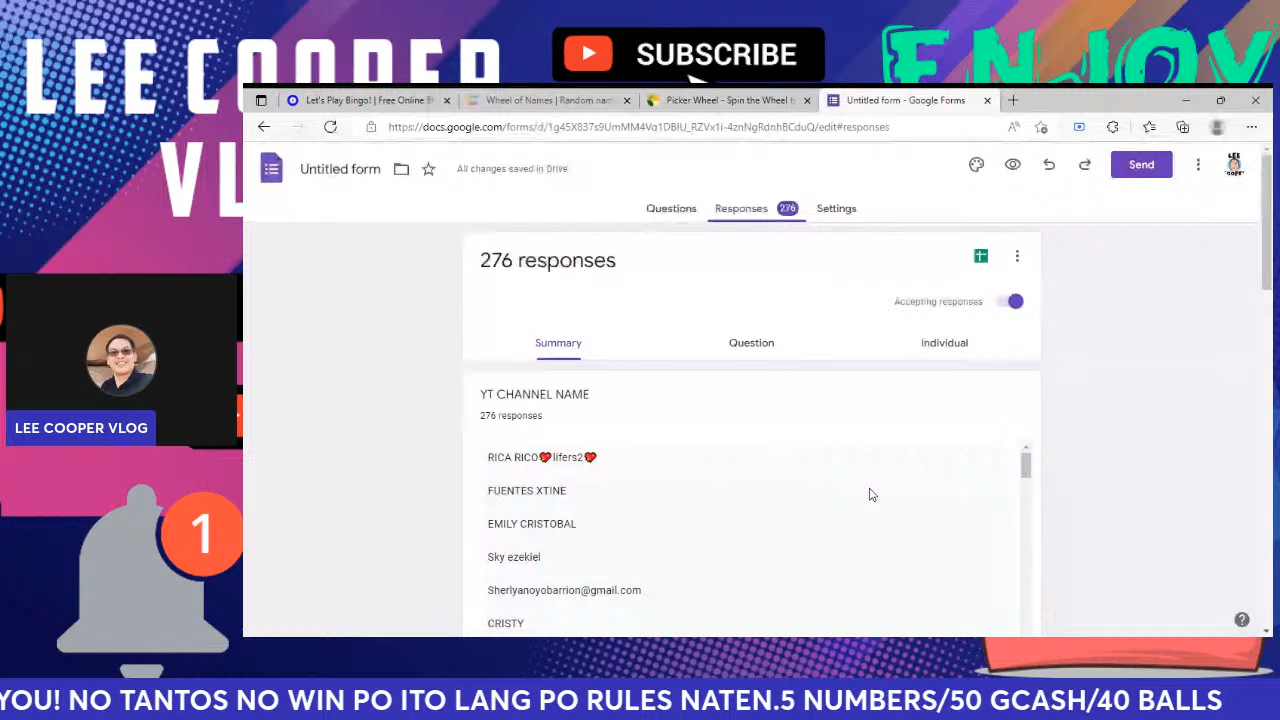 LEE COOPER
VL
SUBSCRIBE
ENJOY
Let's Play Bingo! | Free Online B
Wheel of Names | Random nam
Picker Wheel - Spin the Wheel t
Untitled form - Google Forms
https://docs.google.com/forms/d/
/edit#responses
Untitled form
All changes saved in Drive
Send
LEE
Questions
Responses 276
Settings
276 responses
Accepting responses
Summary
Question
Individual
YT CHANNEL NAME
276 responses
RICA RICO💖lifers2💖
FUENTES XTINE
EMILY CRISTOBAL
Sky ezekiel
Sherlyanoyobarrion@gmail.com
CRISTY
LEE COOPER VLOG
1
YOU! NO TANTOS NO WIN PO ITO LANG PO RULES NATEN.5 NUMBERS/50 GCASH/40 BALLS